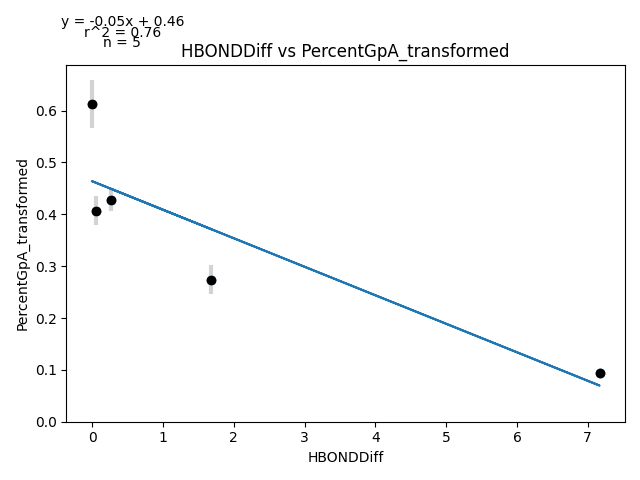 y = -0.05x + 0.46
r^2 = 0.76
n = 5
HBONDDiff vs PercentGpA_transformed
PercentGpA_transformed
0.6
0.5
0.4
0.3
0.2
0.1
0.0
0 1 2 3 4 5 6 7
HBONDDiff